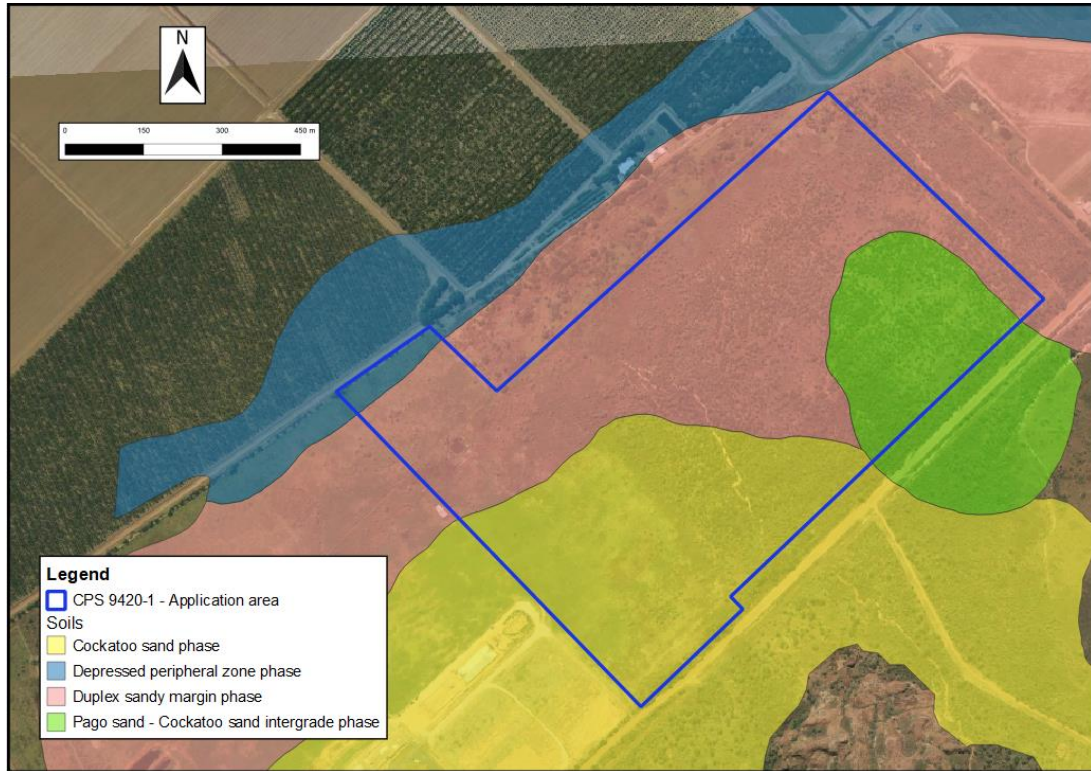 N
0 150 300 450 m
Legend
CPS 9420-1 - Application area
Soils
Cockatoo sand phase
Depressed peripheral zone phase
Duplex sandy margin phase
Pago sand - Cockatoo sand intergrade phase